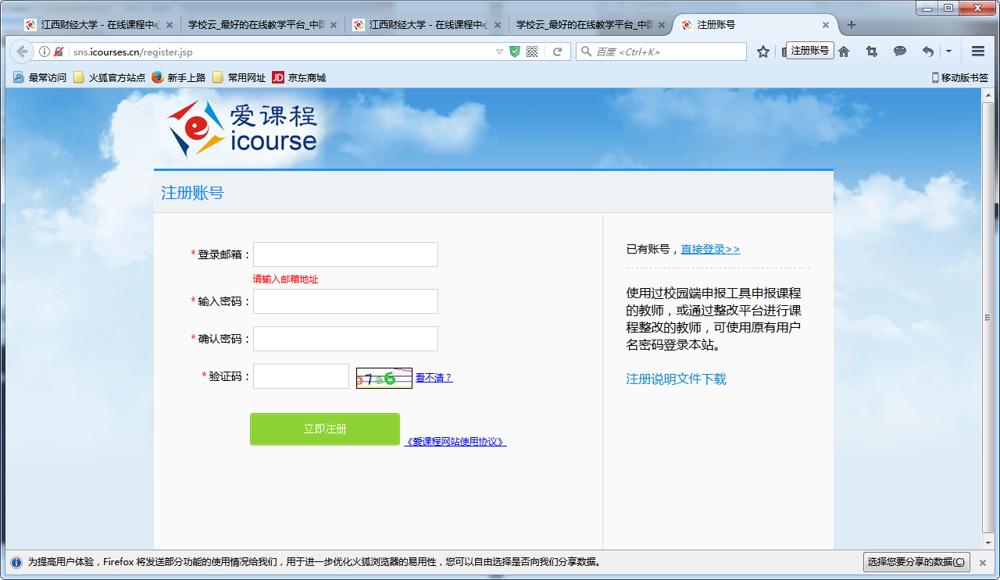 江西财经大学 - 在线课程中心
学校云_最好的在线教学平台_中国
江西财经大学 - 在线课程中心
学校云_最好的在线教学平台_中国
注册账号
sns.icourses.cn/register.jsp
百度 <Ctrl+K>
注册账号
最常访问
火狐官方站点
新手上路
常用网址
JD 京东商城
移动版书签
爱课程
icourse
注册账号
*登录邮箱：
请输入邮箱地址
*输入密码：
*确认密码：
*验证码：
看不清？
立即注册
《爱课程网站使用协议》
已有账号，直接登录>>
使用过校园端申报工具申报课程
的教师，或通过整改平台进行课
程整改的教师，可使用原有用户
名密码登录本站。
注册说明文件下载
为提高用户体验，Firefox 将发送部分功能的使用情况给我们，用于进一步优化火狐浏览器的易用性，您可以自由选择是否向我们分享数据。
选择您要分享的数据(C)